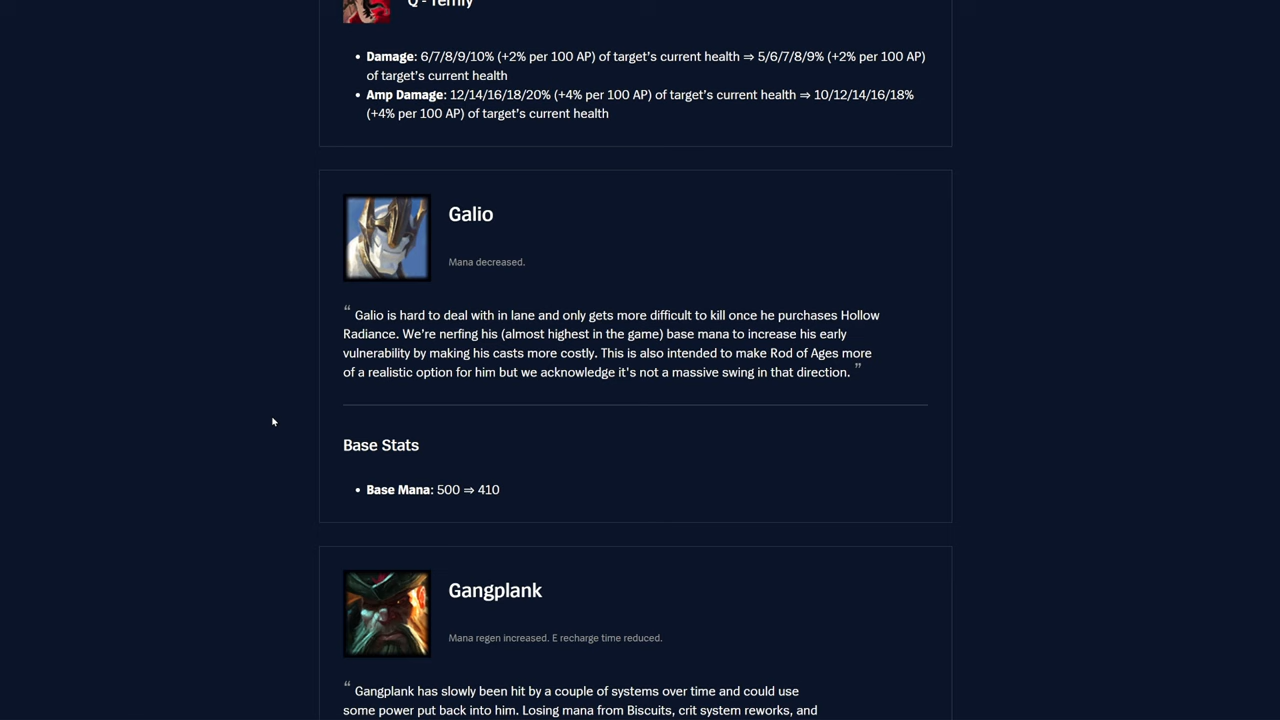 Q - Terrify
• Damage: 6/7/8/9/10% (+2% per 100 AP) of target's current health ⇒ 5/6/7/8/9% (+2% per 100 AP)
of target's current health
• Amp Damage: 12/14/16/18/20% (+4% per 100 AP) of target's current health ⇒ 10/12/14/16/18%
(+4% per 100 AP) of target's current health
Galio
Mana decreased.
“ Galio is hard to deal with in lane and only gets more difficult to kill once he purchases Hollow
Radiance. We're nerfing his (almost highest in the game) base mana to increase his early
vulnerability by making his casts more costly. This is also intended to make Rod of Ages more
of a realistic option for him but we acknowledge it's not a massive swing in that direction. ”
Base Stats
• Base Mana: 500 ⇒ 410
Gangplank
Mana regen increased. E recharge time reduced.
“ Gangplank has slowly been hit by a couple of systems over time and could use
some power put back into him. Losing mana from Biscuits, crit system reworks, and